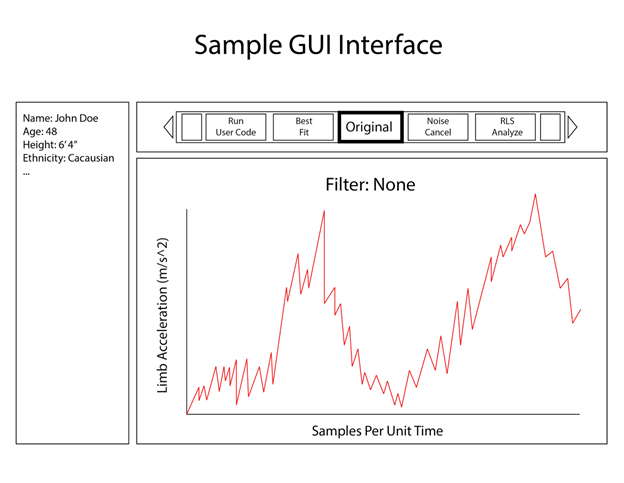 Sample GUI Interface
Name: John Doe
Age: 48
Height: 6' 4"
Ethnicity: Cacausian
...
Run
User Code
Best
Fit
Original
Noise
Cancel
RLS
Analyze
Filter: None
Limb Acceleration (m/s^2)
Samples Per Unit Time